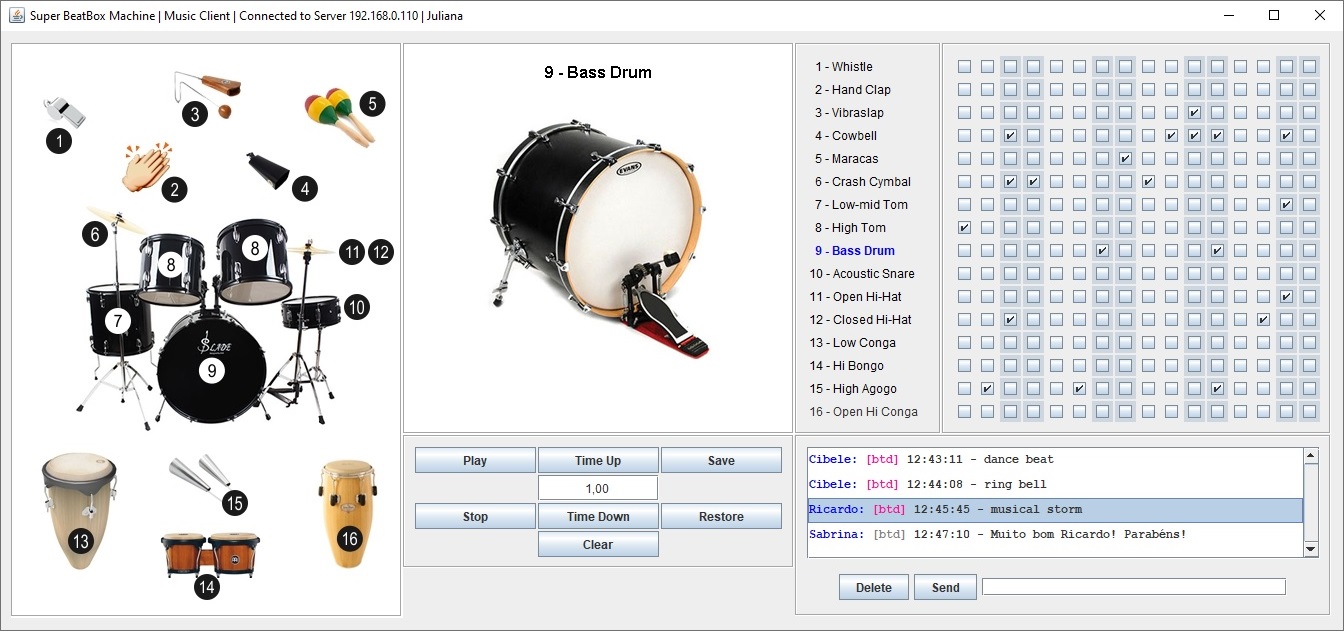 Super BeatBox Machine | Music Client | Connected to Server 192.168.0.110 | Juliana
1
2
3
4
5
6
8
8
11
12
7
10
SLADE
9
13
15
16
14
9 - Bass Drum
EVANS
Play
Time Up
Save
1,00
Stop
Time Down
Restore
Clear
1 - Whistle
2 - Hand Clap
3 - Vibraslap
4 - Cowbell
5 - Maracas
6 - Crash Cymbal
7 - Low-mid Tom
8 - High Tom
9 - Bass Drum
10 - Acoustic Snare
11 - Open Hi-Hat
12 - Closed Hi-Hat
13 - Low Conga
14 - Hi Bongo
15 - High Agogo
16 - Open Hi Conga
Cibele: [btd] 12:43:11 - dance beat
Cibele: [btd] 12:44:08 - ring bell
Ricardo: [btd] 12:45:45 - musical storm
Sabrina: [btd] 12:47:10 - Muito bom Ricardo! Parabéns!
Delete
Send